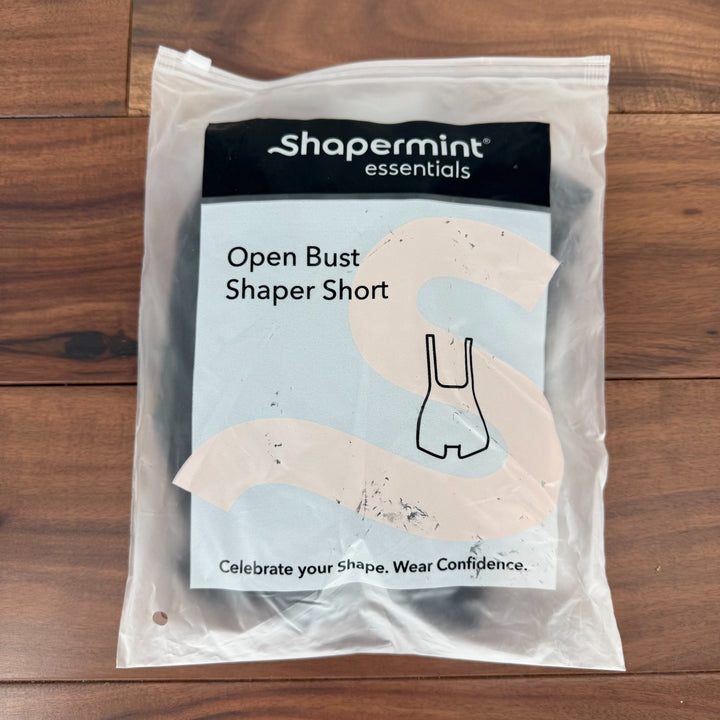 Shapermint®
essentials
Open Bust
Shaper Short
Celebrate your Shape. Wear Confidence.